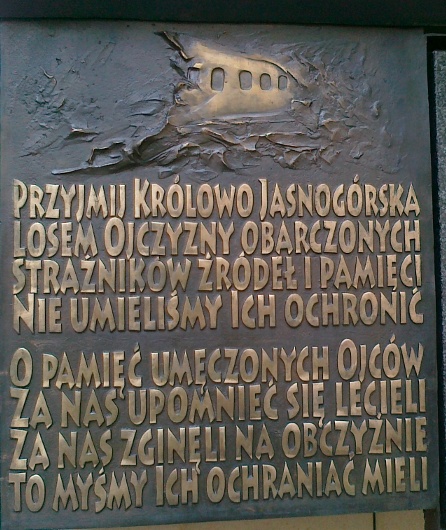 PRZYJMIJ KRÓLOWO JASNOGÓRSKA
LOSEM OJCZYZNY OBARCZONYCH
STRAŻNIKÓW ŹRÓDEŁ I PAMIĘCI
NIE UMIELIŚMY ICH OCHRONIĆ
O PAMIĘĆ UMĘCZONYCH OJCÓW
ZA NAS UPOMNIEĆ SIĘ LECIELI
ZA NAS ZGINĘLI NA OBCZYŹNIE
TO MYŚMY ICH OCHRANIAĆ MIELI